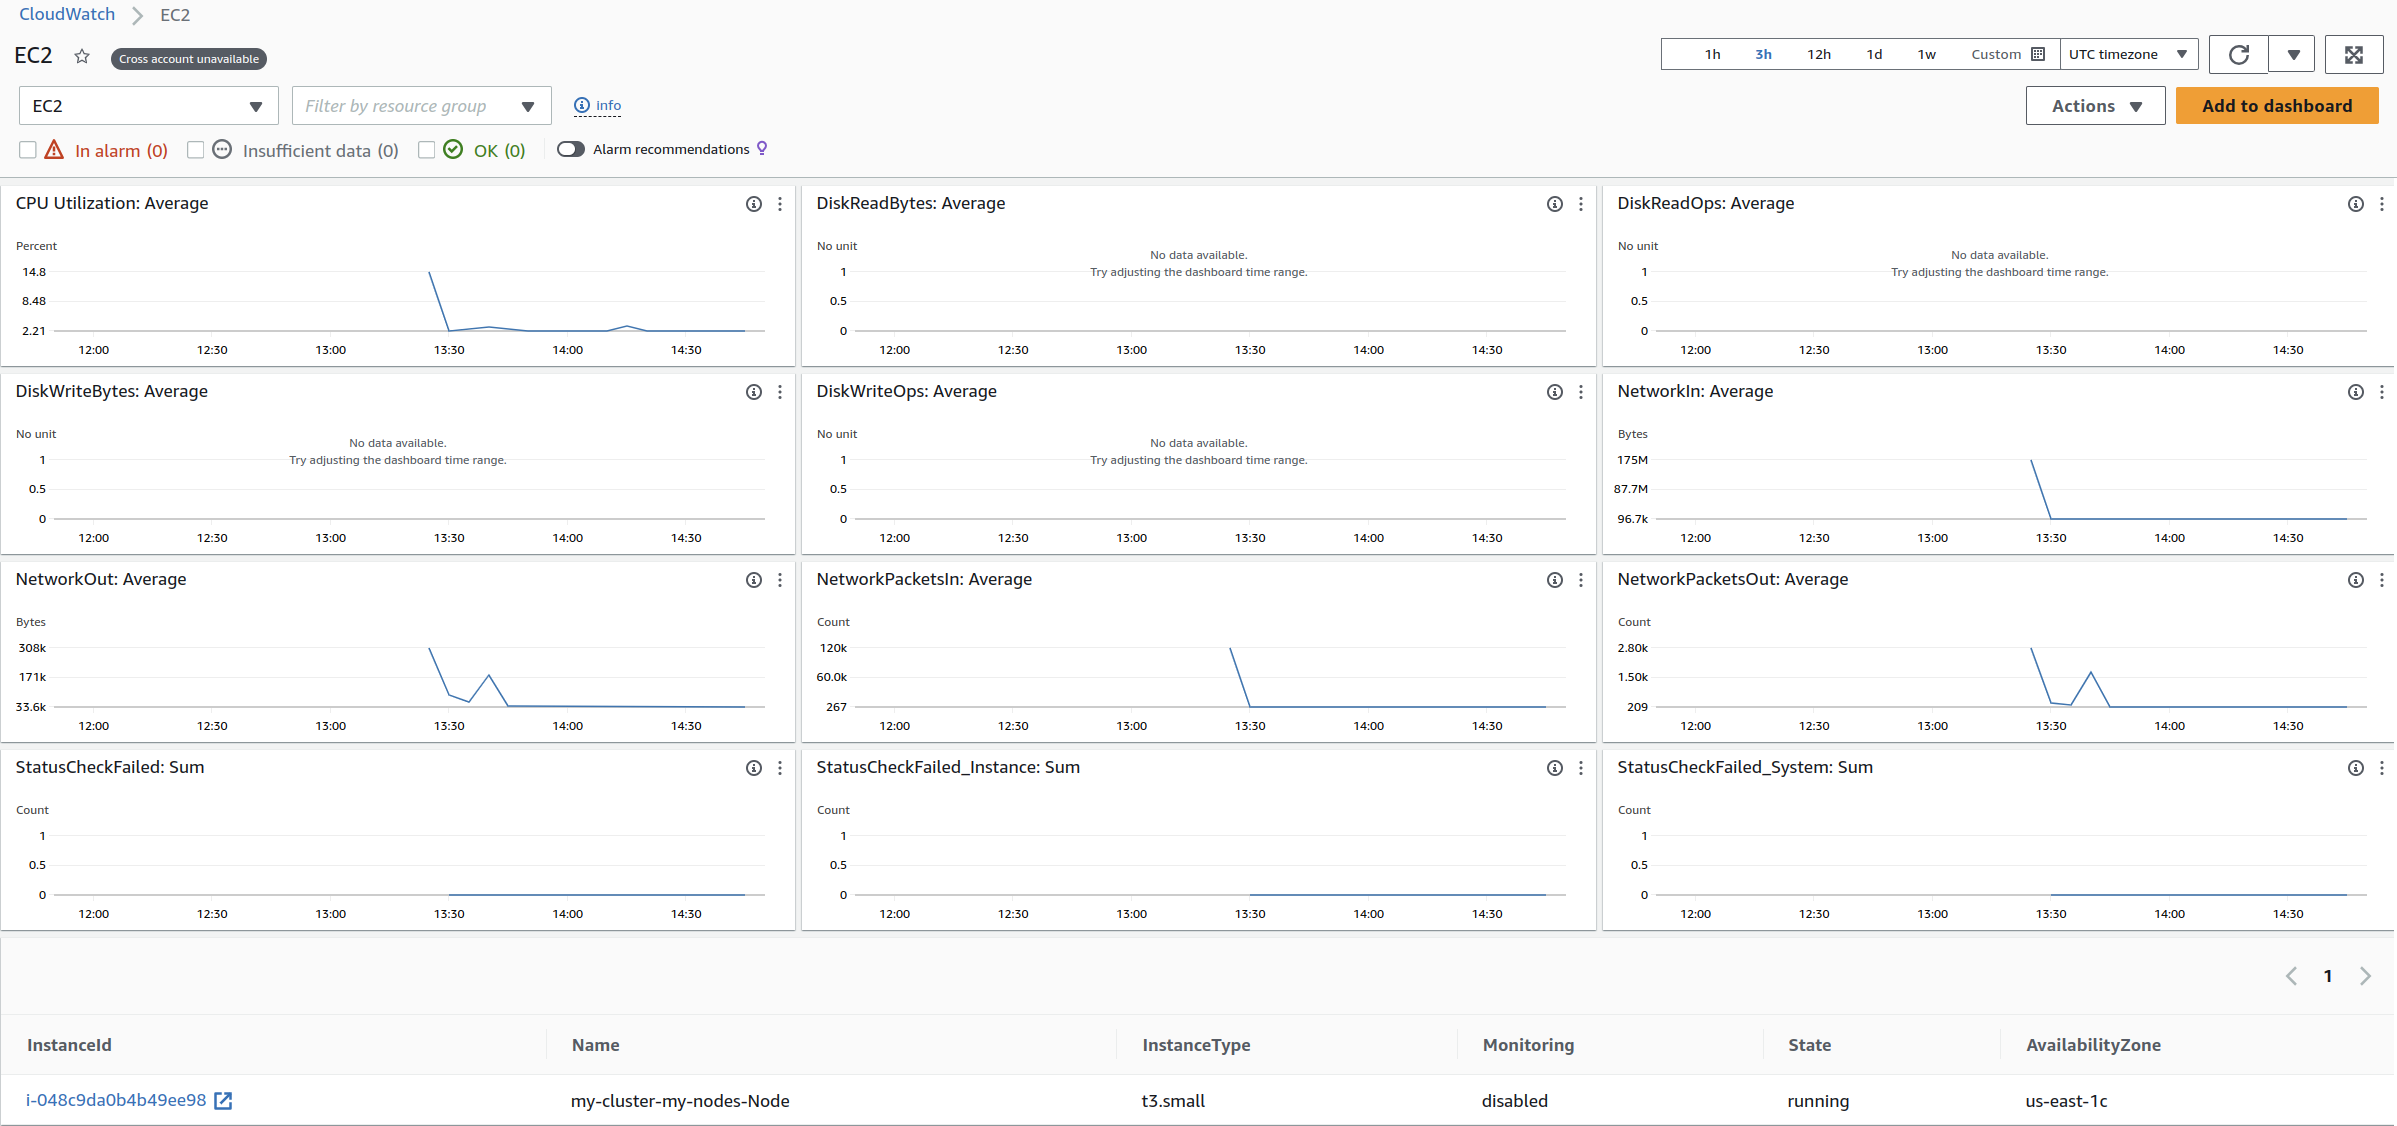 CloudWatch > EC2
EC2 Cross account unavailable
1h 3h 12h 1d 1w Custom UTC timezone
EC2 Filter by resource group info
Actions Add to dashboard
In alarm (0) Insufficient data (0) OK (0) Alarm recommendations
CPU Utilization: Average
Percent
14.8
8.48
2.21
12:00 12:30 13:00 13:30 14:00 14:30
DiskReadBytes: Average
No unit
No data available.
Try adjusting the dashboard time range.
1
0.5
0
12:00 12:30 13:00 13:30 14:00 14:30
DiskReadOps: Average
No unit
No data available.
Try adjusting the dashboard time range.
1
0.5
0
12:00 12:30 13:00 13:30 14:00 14:30
DiskWriteBytes: Average
No unit
No data available.
Try adjusting the dashboard time range.
1
0.5
0
12:00 12:30 13:00 13:30 14:00 14:30
DiskWriteOps: Average
No unit
No data available.
Try adjusting the dashboard time range.
1
0.5
0
12:00 12:30 13:00 13:30 14:00 14:30
NetworkIn: Average
Bytes
175M
87.7M
96.7k
12:00 12:30 13:00 13:30 14:00 14:30
NetworkOut: Average
Bytes
308k
171k
33.6k
12:00 12:30 13:00 13:30 14:00 14:30
NetworkPacketsIn: Average
Count
120k
60.0k
267
12:00 12:30 13:00 13:30 14:00 14:30
NetworkPacketsOut: Average
Count
2.80k
1.50k
209
12:00 12:30 13:00 13:30 14:00 14:30
StatusCheckFailed: Sum
Count
1
0.5
0
12:00 12:30 13:00 13:30 14:00 14:30
StatusCheckFailed_Instance: Sum
Count
1
0.5
0
12:00 12:30 13:00 13:30 14:00 14:30
StatusCheckFailed_System: Sum
Count
1
0.5
0
12:00 12:30 13:00 13:30 14:00 14:30
1
InstanceId Name InstanceType Monitoring State AvailabilityZone
i-048c9da0b4b49ee98 my-cluster-my-nodes-Node t3.small disabled running us-east-1c